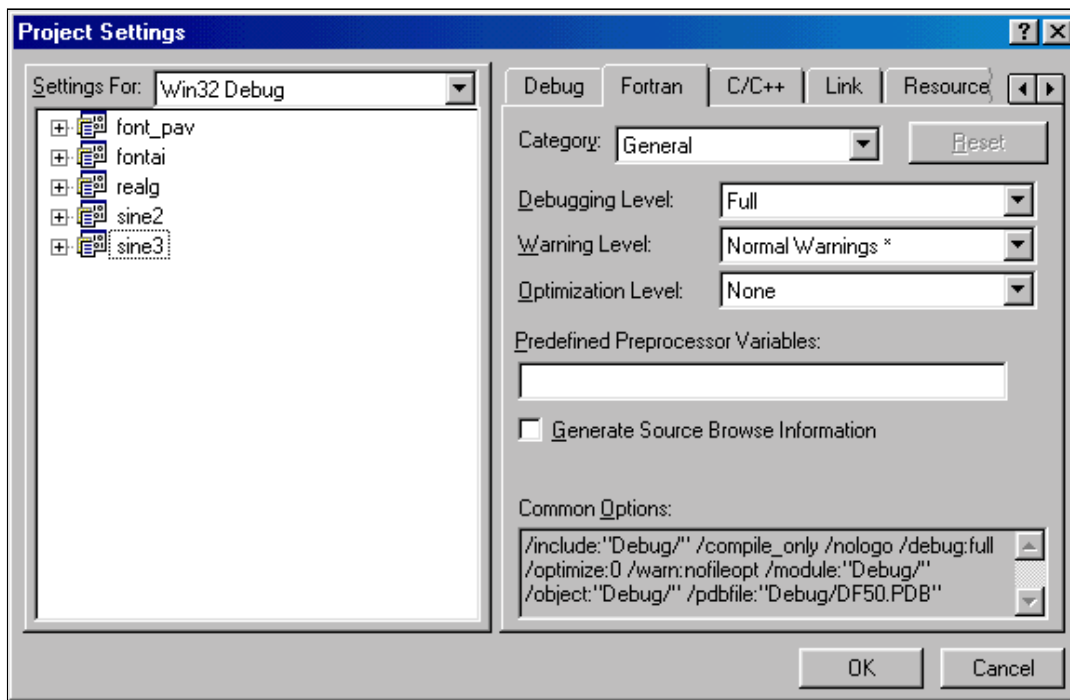 Project Settings
Settings For: Win32 Debug
font_pav
fontai
realg
sine2
sine3
Debug Fortran C/C++ Link Resource
Category: General Reset
Debugging Level: Full
Warning Level: Normal Warnings *
Optimization Level: None
Predefined Preprocessor Variables:
Generate Source Browse Information
Common Options:
/include:"Debug/" /compile_only /nologo /debug:full
/optimize:0 /warn:nofileopt /module:"Debug/"
/object:"Debug/" /pdbfile:"Debug/DF50.PDB"
OK Cancel